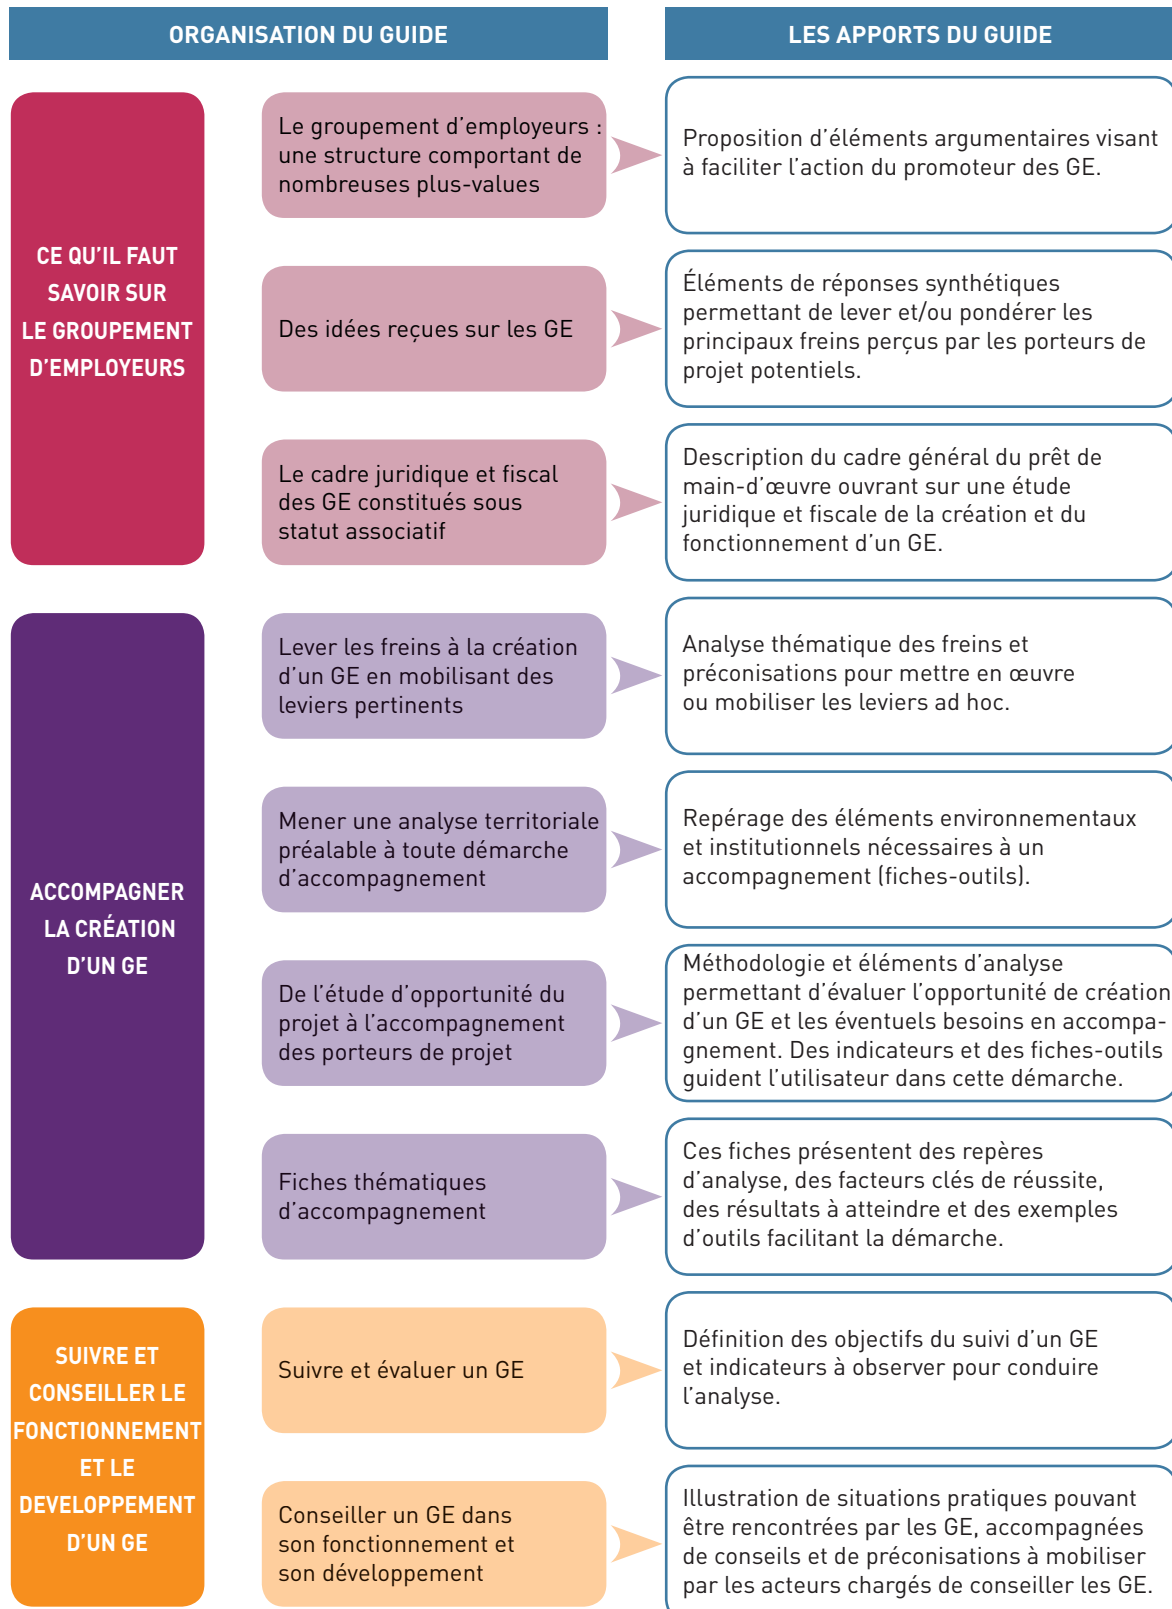 ORGANISATION DU GUIDE
LES APPORTS DU GUIDE
CE QU'IL FAUT
SAVOIR SUR
LE GROUPEMENT
D'EMPLOYEURS
Le groupement d'employeurs :
une structure comportant de
nombreuses plus-values
Proposition d'éléments argumentaires visant
à faciliter l'action du promoteur des GE.
Des idées reçues sur les GE
Éléments de réponses synthétiques
permettant de lever et/ou pondérer les
principaux freins perçus par les porteurs de
projet potentiels.
Le cadre juridique et fiscal
des GE constitués sous
statut associatif
Description du cadre général du prêt de
main-d'œuvre ouvrant sur une étude
juridique et fiscale de la création et du
fonctionnement d'un GE.
ACCOMPAGNER
LA CRÉATION
D'UN GE
Lever les freins à la création
d'un GE en mobilisant des
leviers pertinents
Analyse thématique des freins et
préconisations pour mettre en œuvre
ou mobiliser les leviers ad hoc.
Mener une analyse territoriale
préalable à toute démarche
d'accompagnement
Repérage des éléments environnementaux
et institutionnels nécessaires à un
accompagnement (fiches-outils).
De l'étude d'opportunité du
projet à l'accompagnement
des porteurs de projet
Méthodologie et éléments d'analyse
permettant d'évaluer l'opportunité de création
d'un GE et les éventuels besoins en accompa-
gnement. Des indicateurs et des fiches-outils
guident l'utilisateur dans cette démarche.
Fiches thématiques
d'accompagnement
Ces fiches présentent des repères
d'analyse, des facteurs clés de réussite,
des résultats à atteindre et des exemples
d'outils facilitant la démarche.
SUIVRE ET
CONSEILLER LE
FONCTIONNEMENT
ET LE
DEVELOPPEMENT
D'UN GE
Suivre et évaluer un GE
Définition des objectifs du suivi d'un GE
et indicateurs à observer pour conduire
l'analyse.
Conseiller un GE dans
son fonctionnement et
son développement
Illustration de situations pratiques pouvant
être rencontrées par les GE, accompagnées
de conseils et de préconisations à mobiliser
par les acteurs chargés de conseiller les GE.